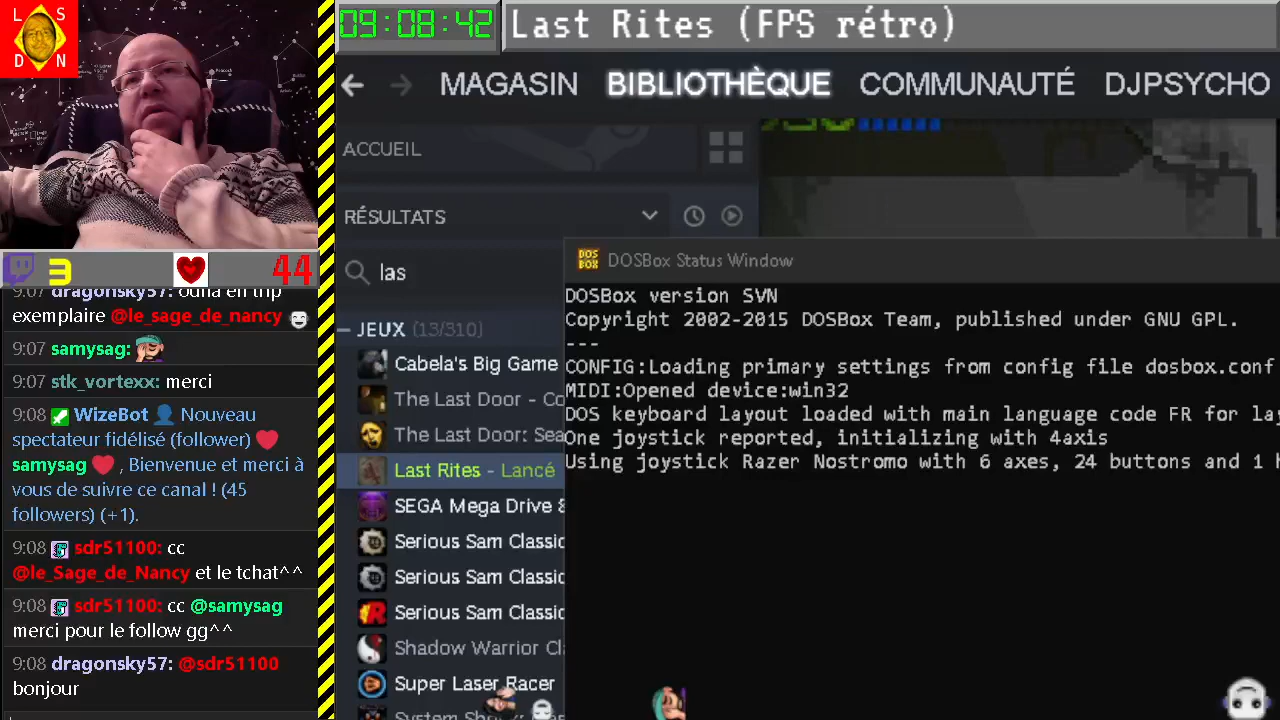 L S
D N
09:08:42
Last Rites (FPS rétro)
MAGASIN BIBLIOTHÈQUE COMMUNAUTÉ DJPSYCHO
ACCUEIL
RÉSULTATS
las
JEUX (13/310)
Cabela's Big Game
The Last Door - Co
The Last Door: Sea
Last Rites - Lancé
SEGA Mega Drive &
Serious Sam Classic
Serious Sam Classic
Serious Sam Classic
Shadow Warrior Cl
Super Laser Racer
System Shock:
DOSBox Status Window
DOSBox version SVN
Copyright 2002-2015 DOSBox Team, published under GNU GPL.
---
CONFIG:Loading primary settings from config file dosbox.conf
MIDI:Opened device:win32
DOS keyboard layout loaded with main language code FR for la
One joystick reported, initializing with 4axis
Using joystick Razer Nostromo with 6 axes, 24 buttons and 1 h
3 44
9:07 dragonsky57: ouna en trip
exemplaire @le_sage_de_nancy
9:07 samysag:
9:07 stk_vortexx: merci
9:08 WizeBot Nouveau
spectateur fidélisé (follower)
samysag , Bienvenue et merci à
vous de suivre ce canal ! (45
followers) (+1).
9:08 sdr51100: cc
@le_Sage_de_Nancy et le tchat^^
9:08 sdr51100: cc @samysag
merci pour le follow gg^^
9:08 dragonsky57: @sdr51100
bonjour